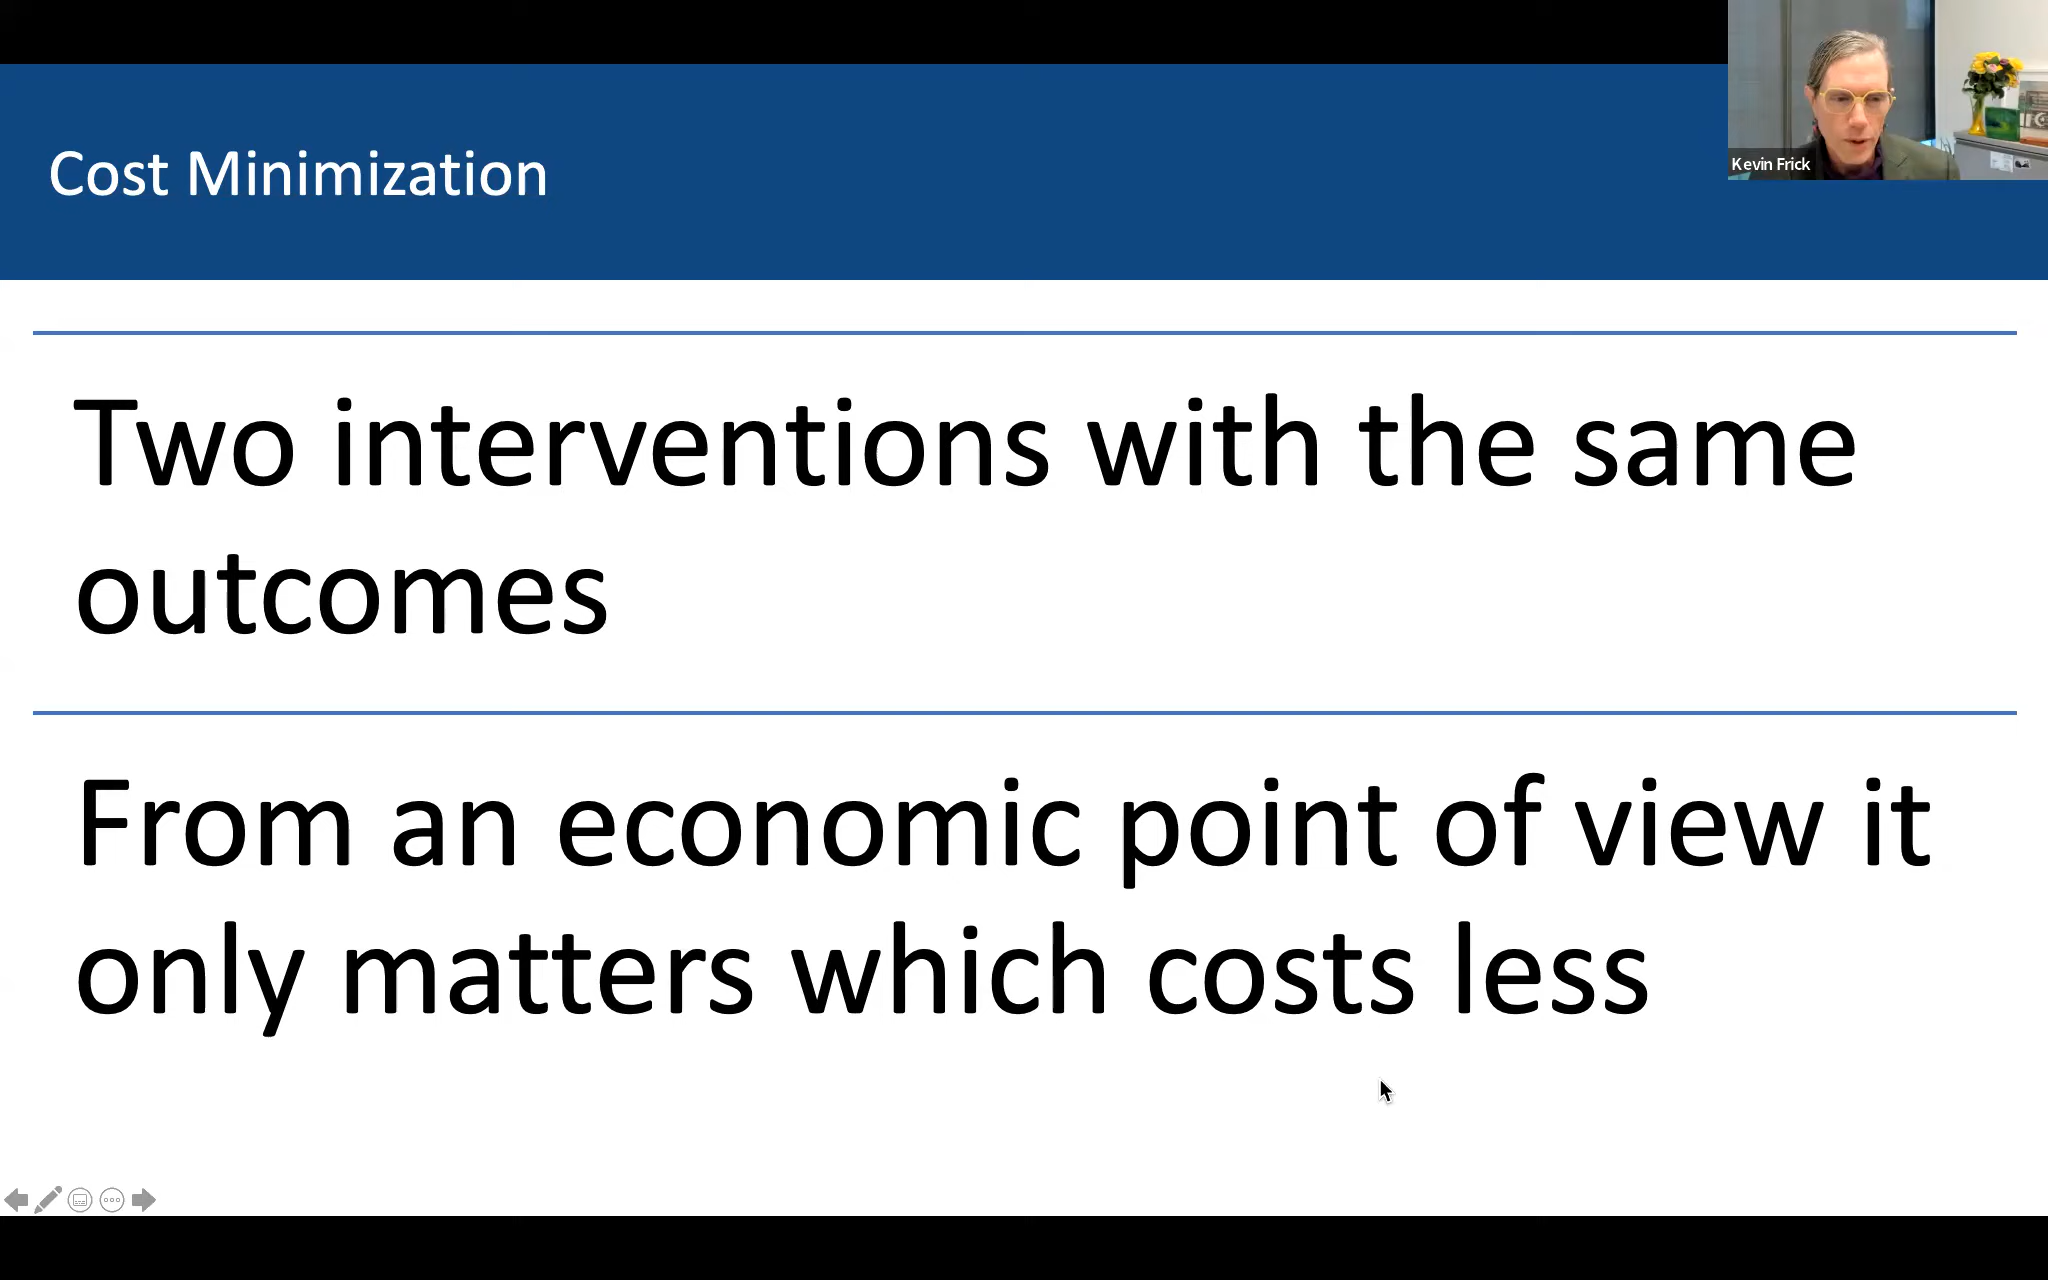 Cost Minimization
Kevin Frick
Two interventions with the same
outcomes
From an economic point of view it
only matters which costs less